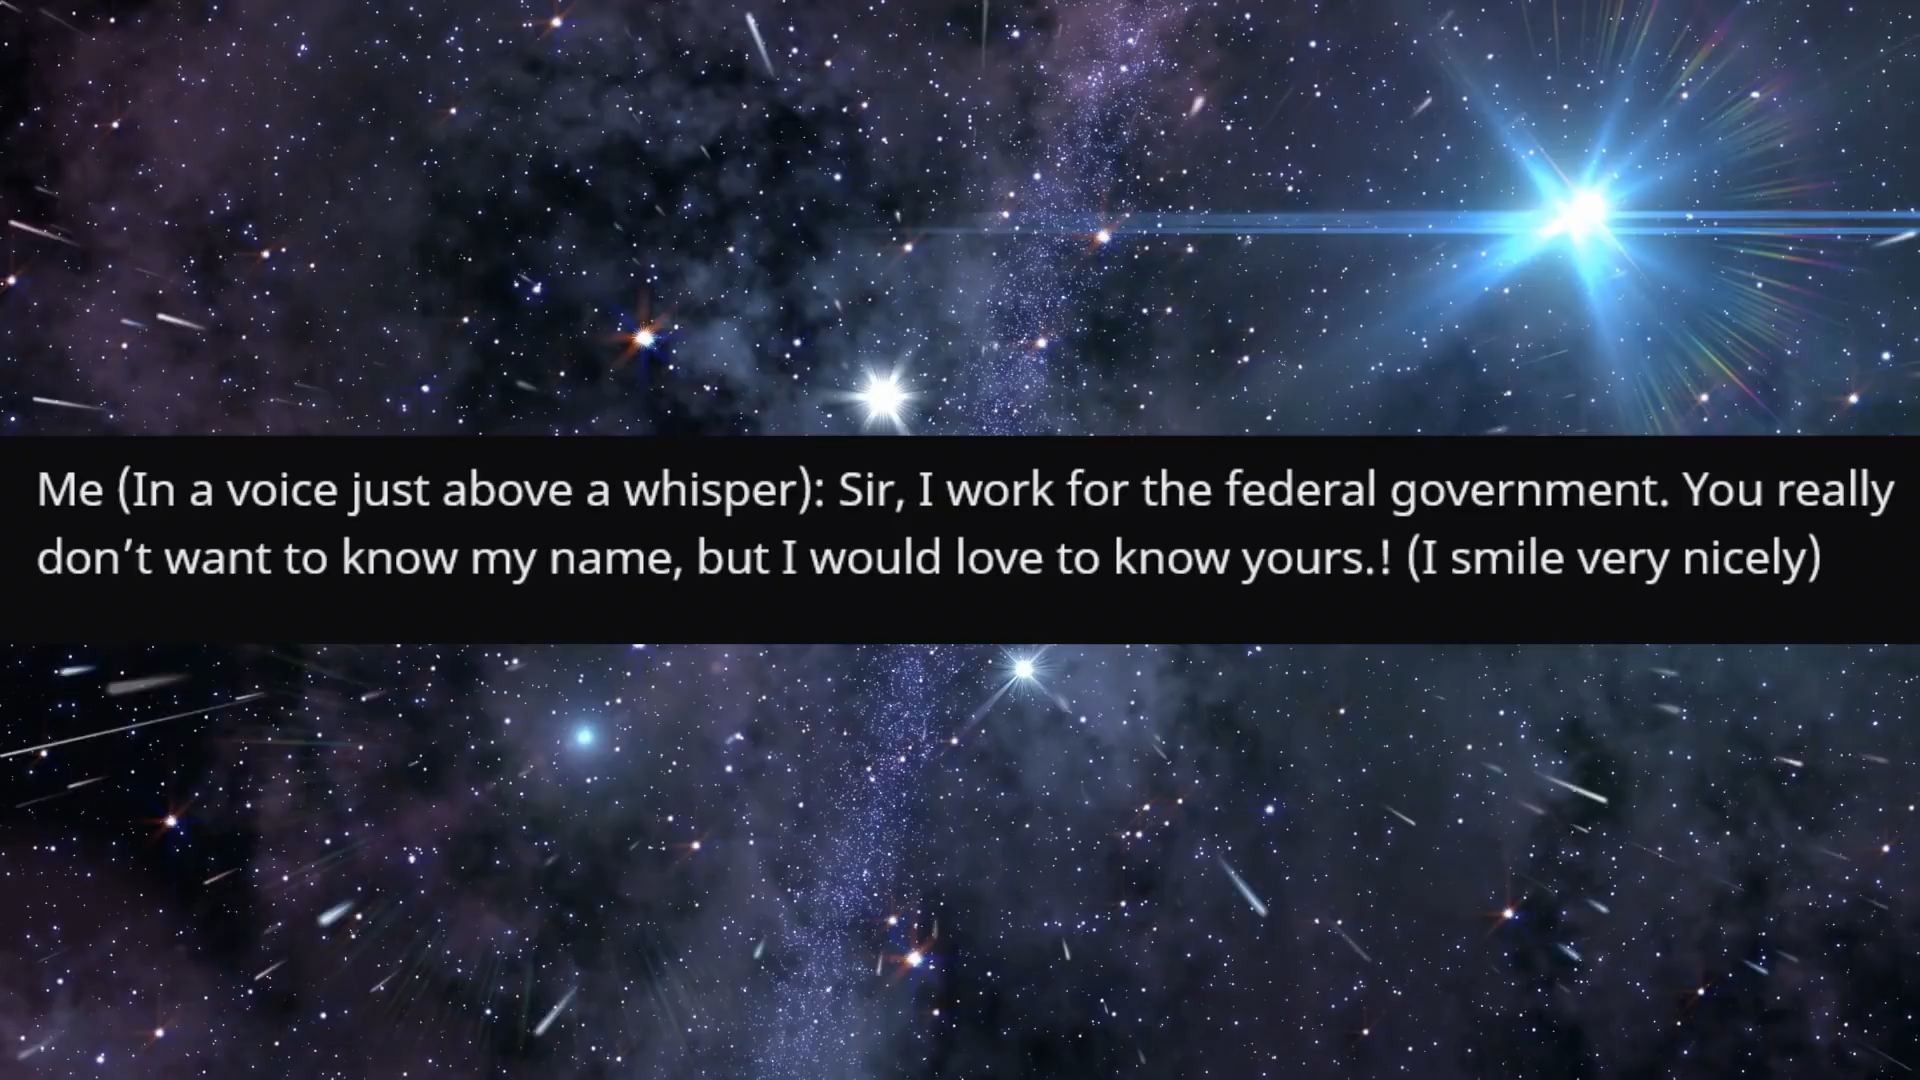 Me (In a voice just above a whisper): Sir, I work for the federal government. You really
don’t want to know my name, but I would love to know yours.! (I smile very nicely)